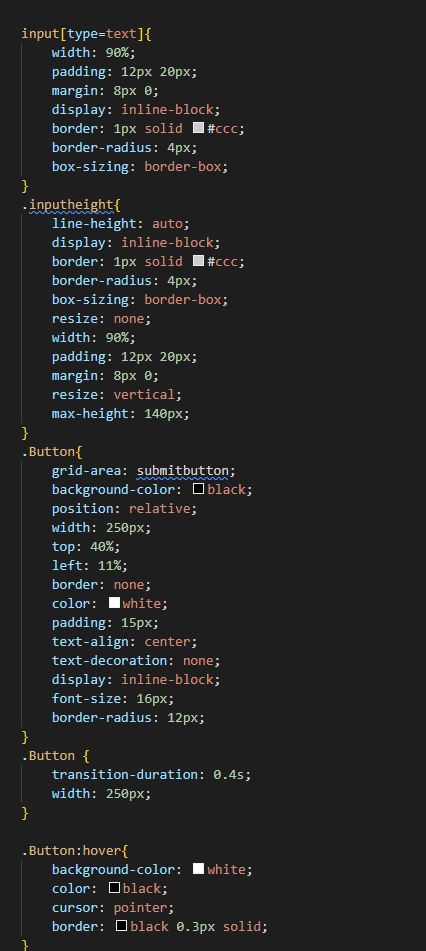 input[type=text]{
    width: 90%;
    padding: 12px 20px;
    margin: 8px 0;
    display: inline-block;
    border: 1px solid #ccc;
    border-radius: 4px;
    box-sizing: border-box;
}
.inputheight{
    line-height: auto;
    display: inline-block;
    border: 1px solid #ccc;
    border-radius: 4px;
    box-sizing: border-box;
    resize: none;
    width: 90%;
    padding: 12px 20px;
    margin: 8px 0;
    resize: vertical;
    max-height: 140px;
}
.Button{
    grid-area: submitbutton;
    background-color: black;
    position: relative;
    width: 250px;
    top: 40%;
    left: 11%;
    border: none;
    color: white;
    padding: 15px;
    text-align: center;
    text-decoration: none;
    display: inline-block;
    font-size: 16px;
    border-radius: 12px;
}
.Button {
    transition-duration: 0.4s;
    width: 250px;
}

.Button:hover{
    background-color: white;
    color: black;
    cursor: pointer;
    border: black 0.3px solid;
}